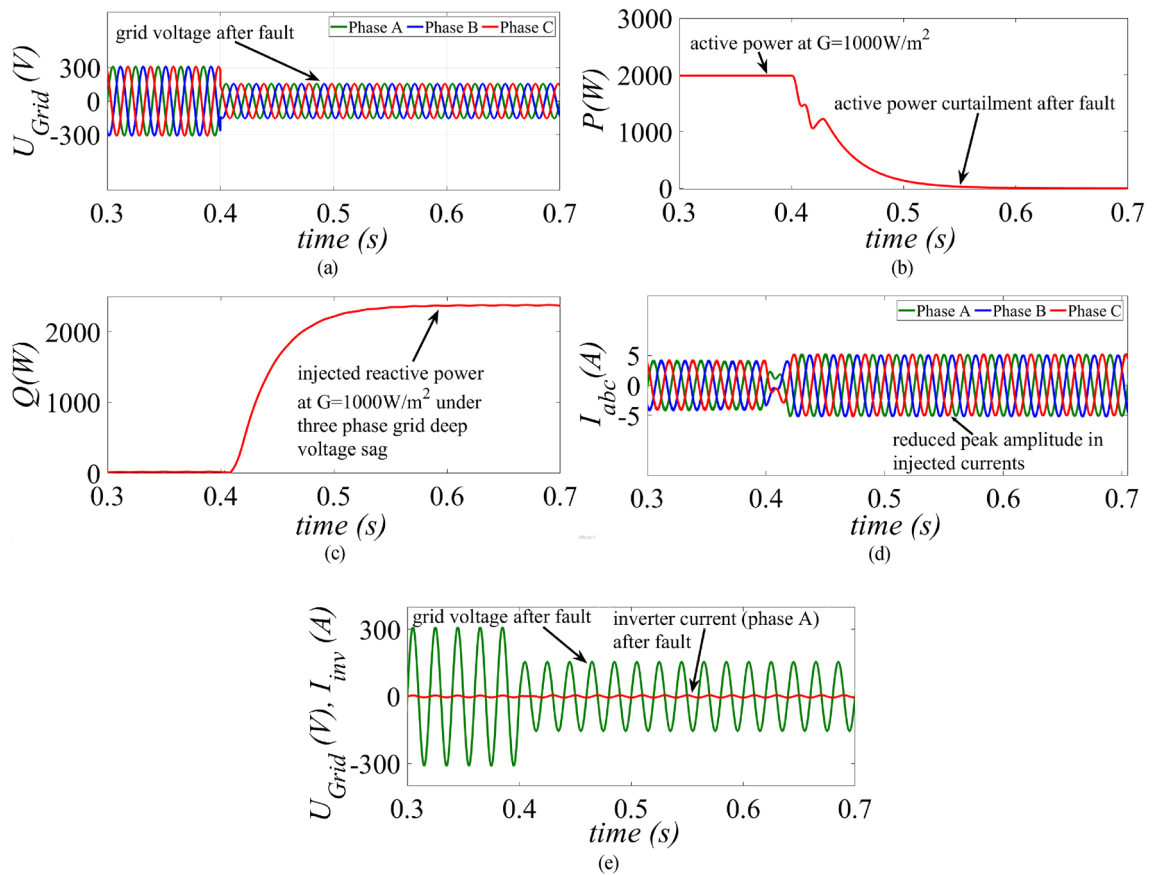 grid voltage after fault
Phase A Phase B Phase C
U_Grid (V)
300
0
-300
0.3 0.4 0.5 0.6 0.7
time (s)
(a)
P(W)
3000
2000
1000
0
active power at G=1000W/m²
active power curtailment after fault
0.3 0.4 0.5 0.6 0.7
time (s)
(b)
Q(W)
2000
1000
0
injected reactive power
at G=1000W/m² under
three phase grid deep
voltage sag
0.3 0.4 0.5 0.6 0.7
time (s)
(c)
Phase A Phase B Phase C
I_abc(A)
5
0
-5
reduced peak amplitude in
injected currents
0.3 0.4 0.5 0.6 0.7
time (s)
(d)
U_Grid (V), I_inv (A)
300
0
-300
grid voltage after fault
inverter current (phase A)
after fault
0.3 0.4 0.5 0.6 0.7
time (s)
(e)